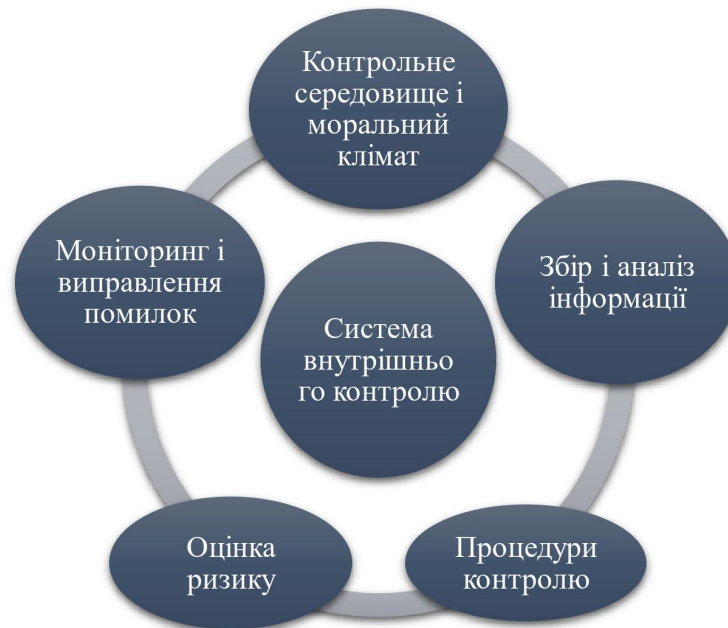 Контрольне
середовище і
моральний
клімат
Моніторинг і
виправлення
помилок
Збір і аналіз
інформації
Система
внутрішньо
го контролю
Оцінка
ризику
Процедури
контролю